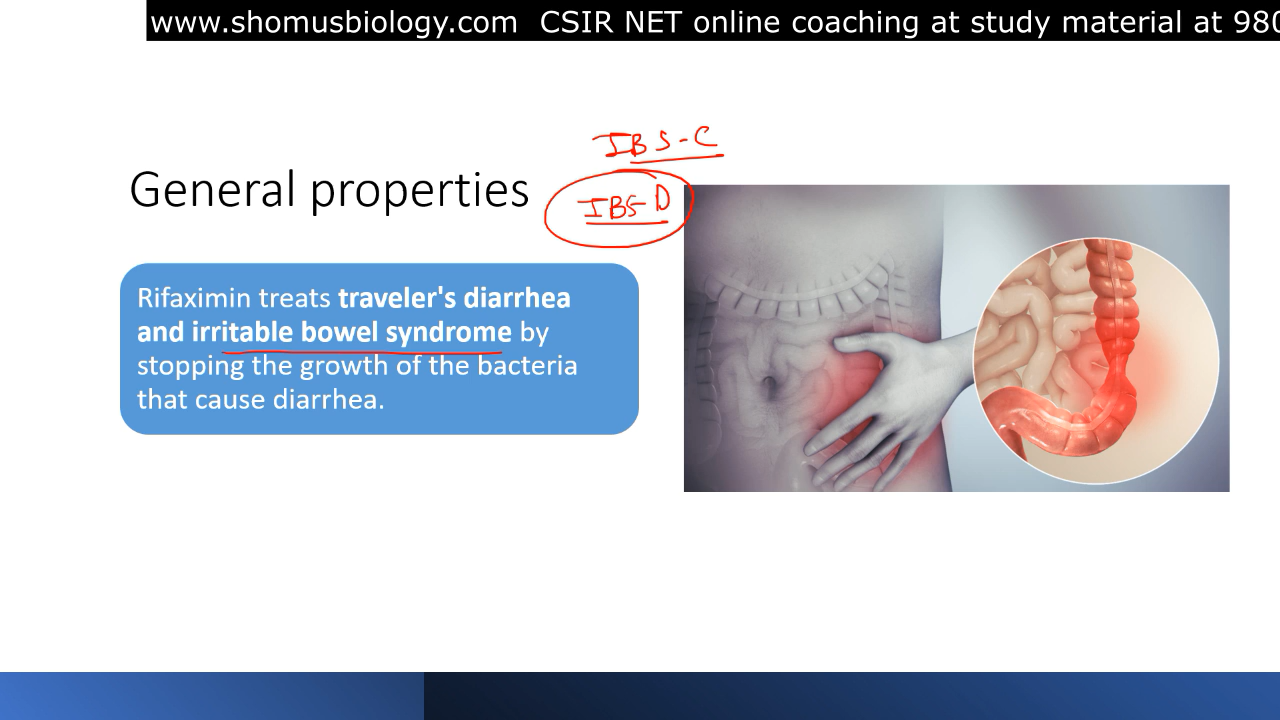 www.shomusbiology.com CSIR NET online coaching at study material at 980
IBS-C
General properties
IBS-D
Rifaximin treats traveler's diarrhea
and irritable bowel syndrome by
stopping the growth of the bacteria
that cause diarrhea.